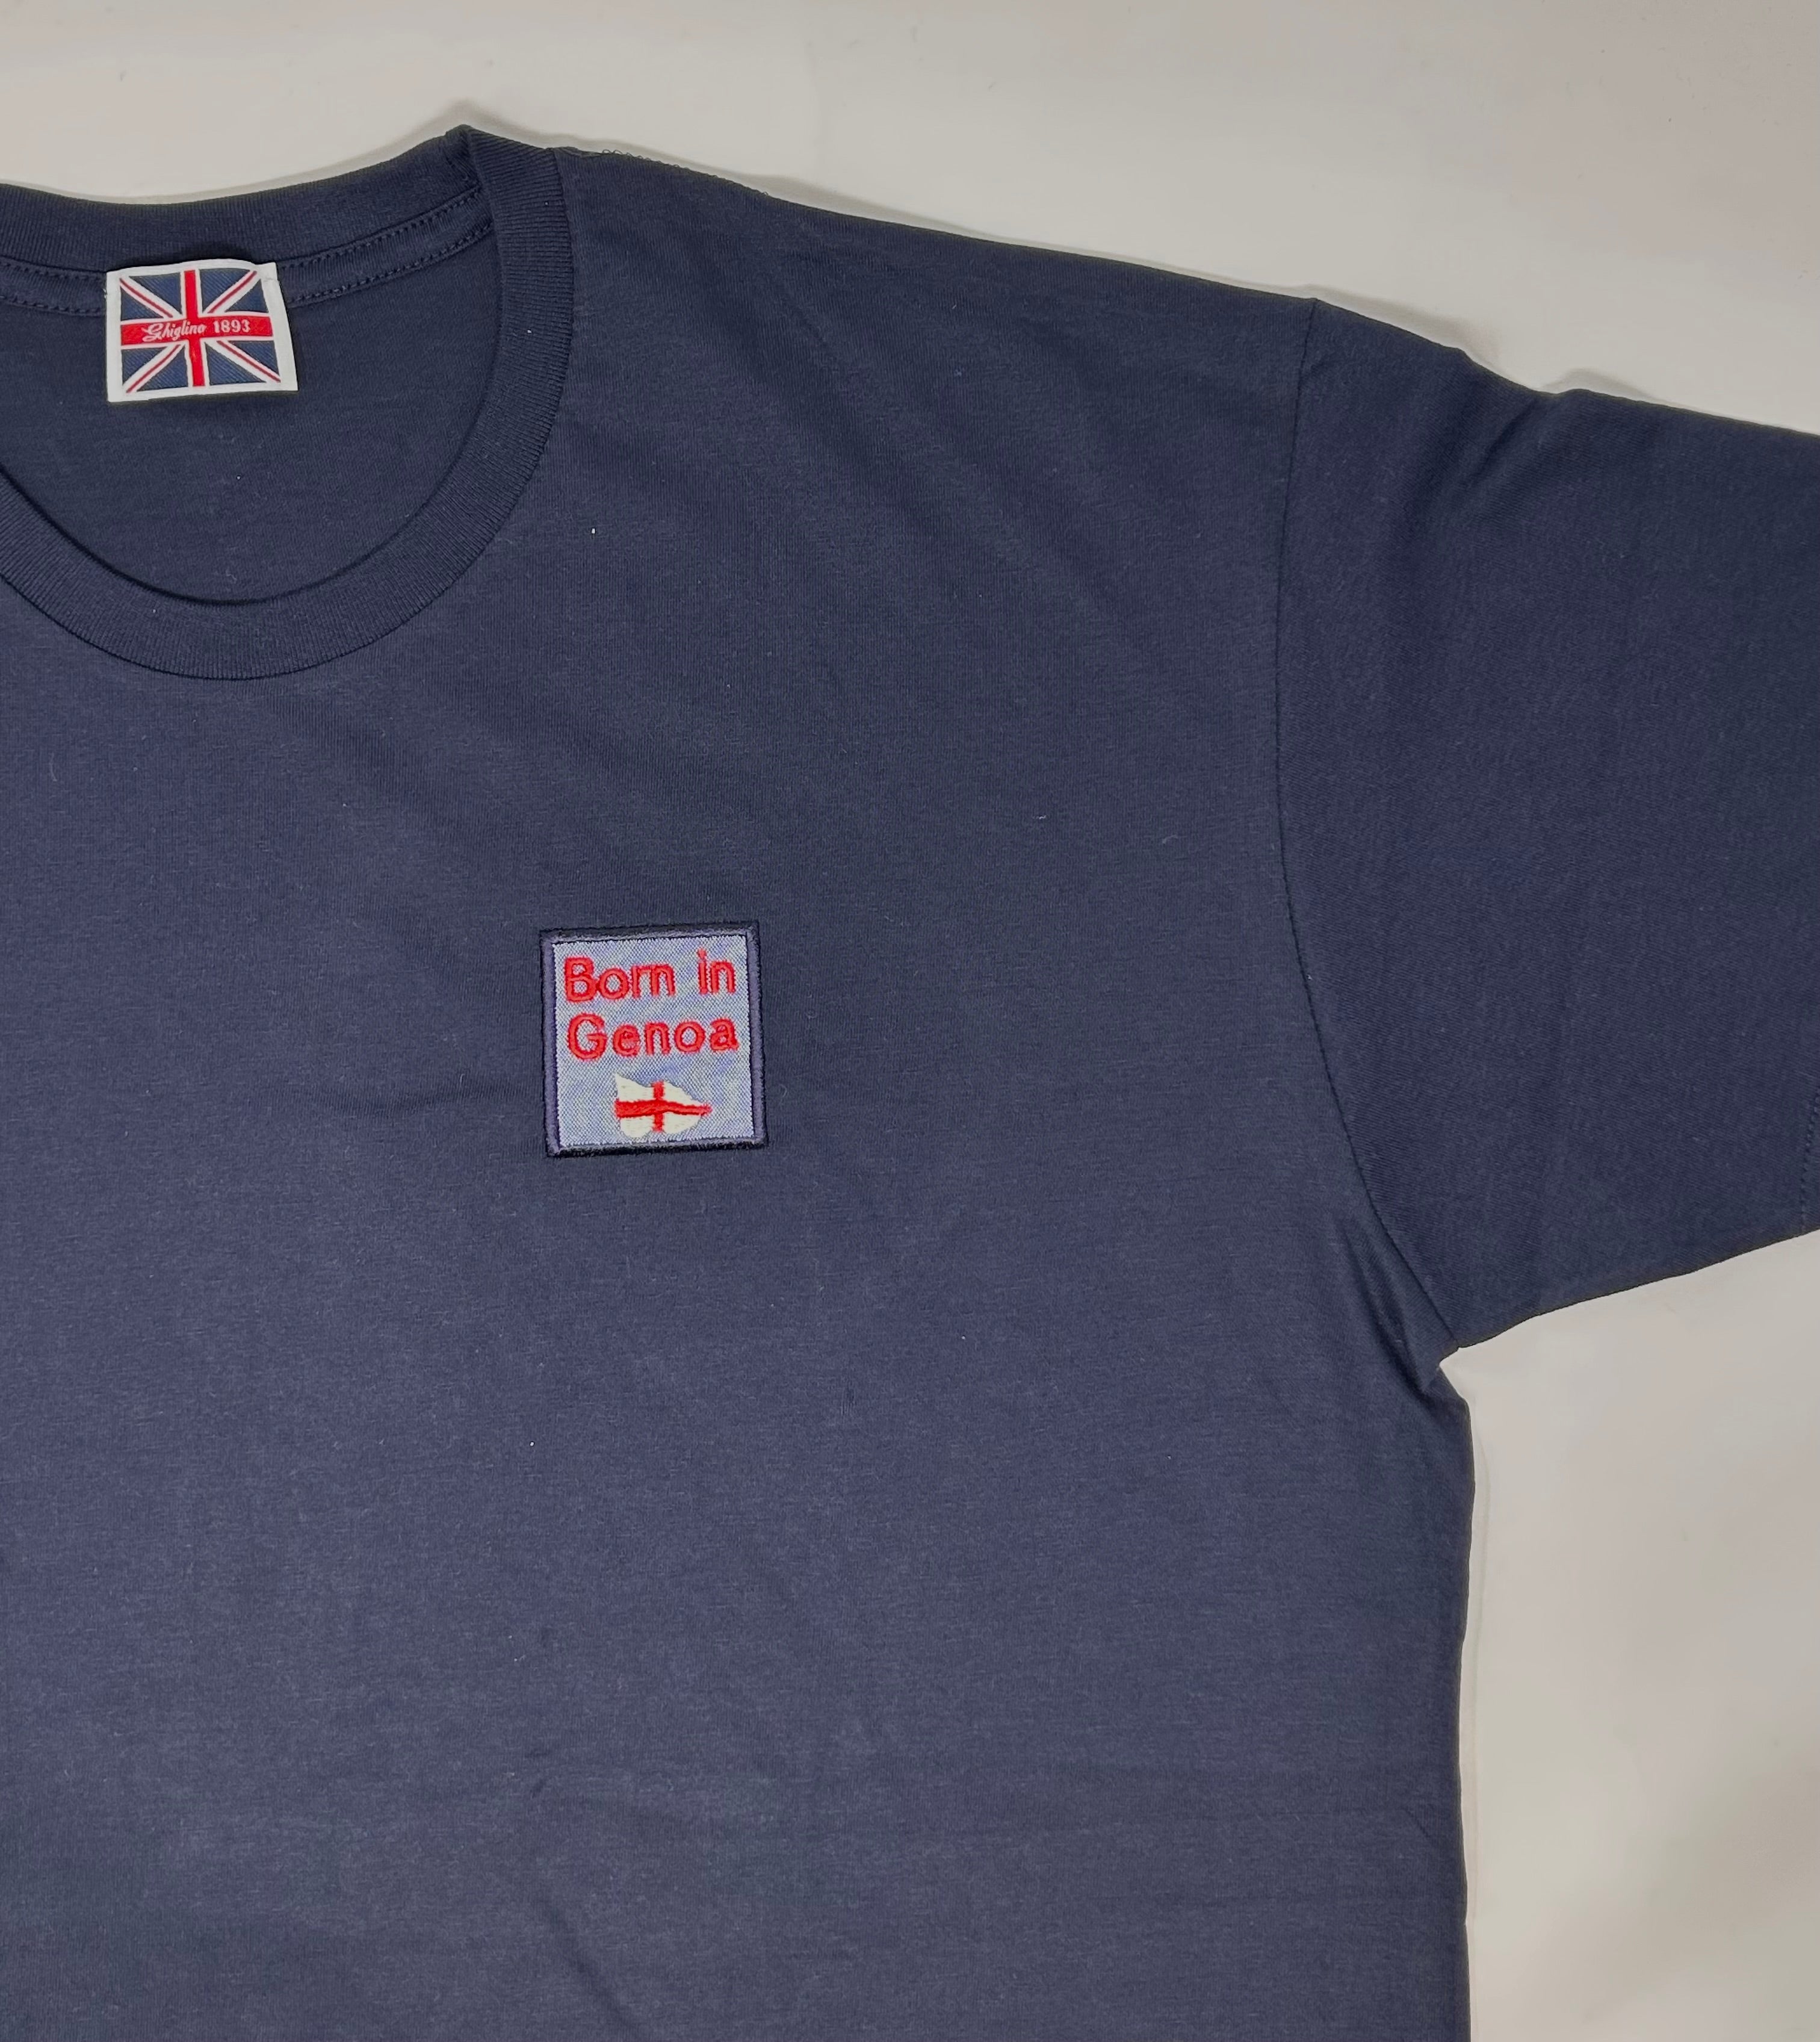 Ghiglino 1893
Born in
Genoa